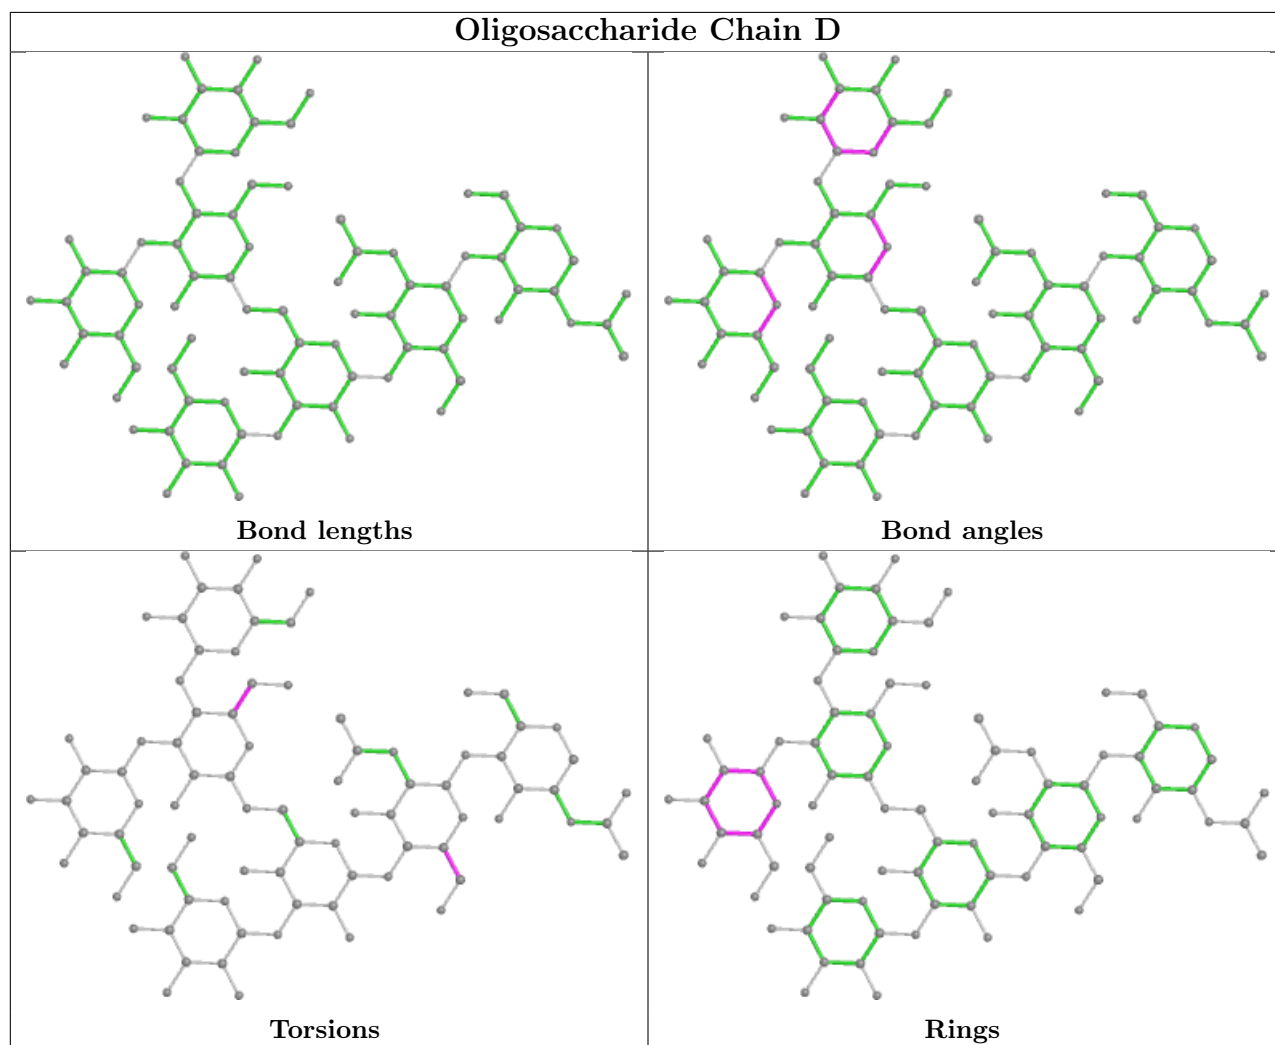 Oligosaccharide Chain D
Bond lengths
Bond angles
Torsions
Rings